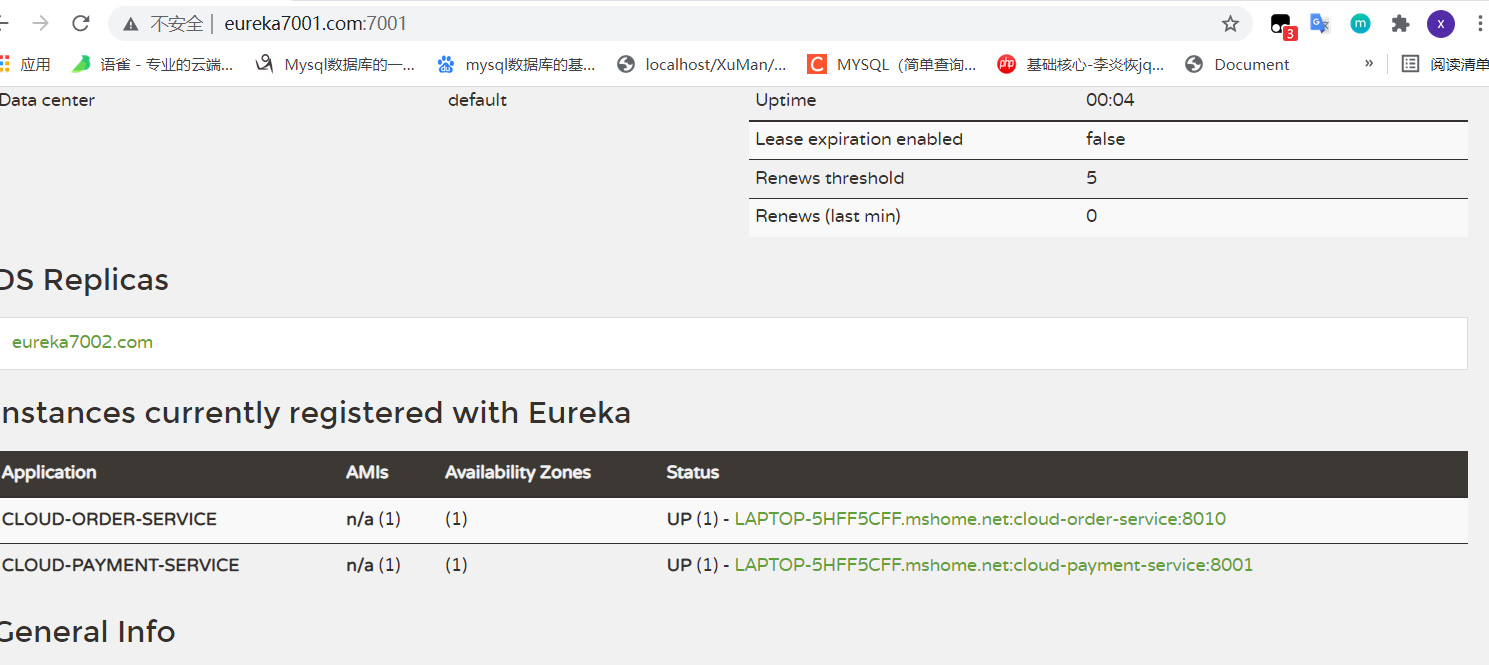 不安全 | eureka7001.com:7001
3 m X
应用 语雀 - 专业的云端... Mysql数据库的一... mysql数据库的基... localhost/XuMan/... C MYSQL（简单查询... php 基础核心-李炎恢jq... Document » 阅读清单
Data center default Uptime 00:04
Lease expiration enabled false
Renews threshold 5
Renews (last min) 0
DS Replicas
eureka7002.com
nstances currently registered with Eureka
Application AMIs Availability Zones Status
CLOUD-ORDER-SERVICE n/a (1) (1) UP (1) - LAPTOP-5HFF5CFF.mshome.net:cloud-order-service:8010
CLOUD-PAYMENT-SERVICE n/a (1) (1) UP (1) - LAPTOP-5HFF5CFF.mshome.net:cloud-payment-service:8001
General Info